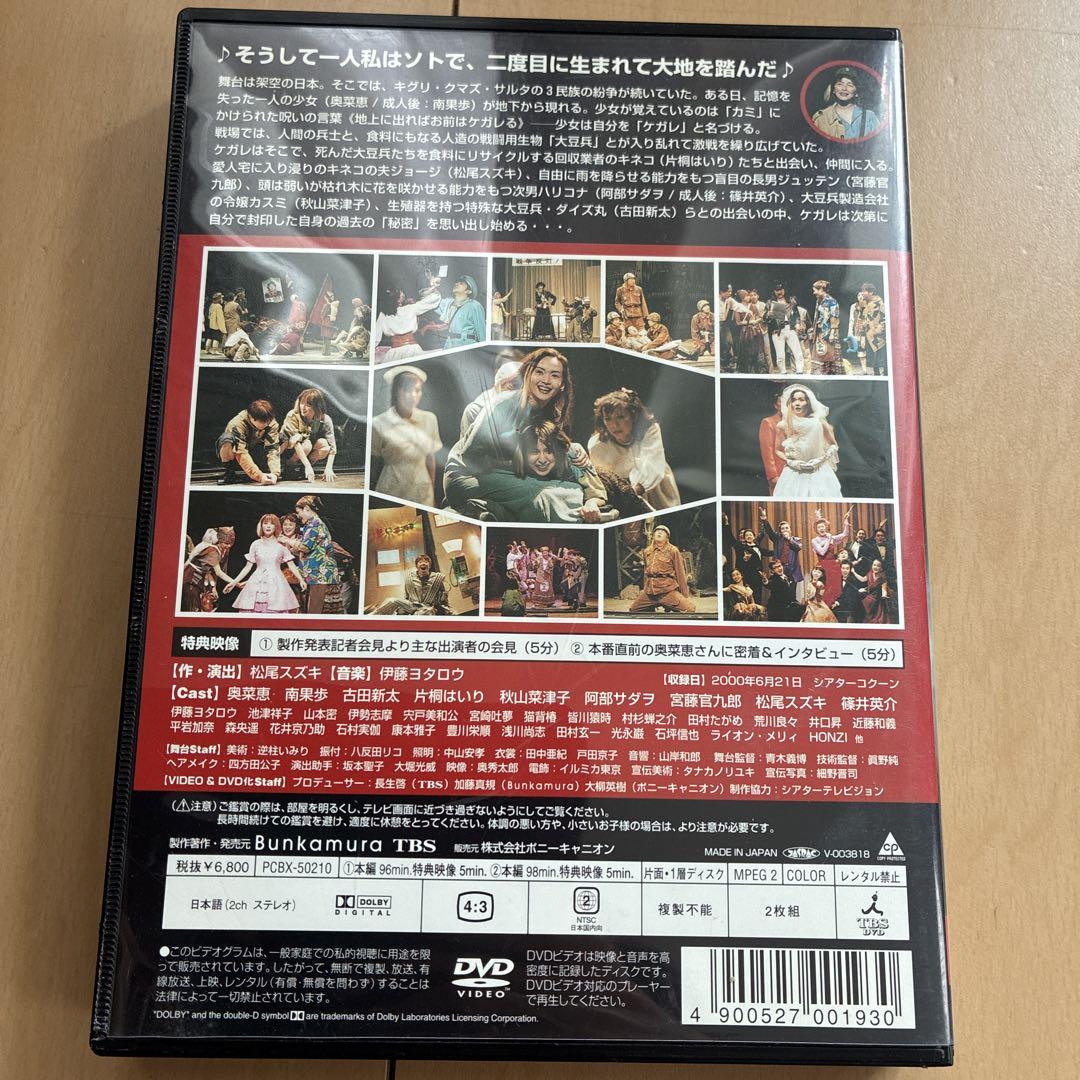 ♪そうして一人私はソトで、二度目に生まれて大地を踏んだ♪
舞台は架空の日本。そこでは、キグリ・クマズ・サルタの3民族の紛争が続いていた。ある日、記憶を
失った一人の少女（奥菜恵/成人後：南果歩）が地下から現れる。少女が覚えているのは「カミ」に
かけられた呪いの言葉《地上に出ればお前はケガレる》――少女は自分を「ケガレ」と名づける。
戦場では、人間の兵士と、食料にもなる人造の戦闘用生物「大豆兵」とが入り乱れて激戦を繰り広げていた。
ケガレはそこで、死んだ大豆兵たちを食料にリサイクルする回収業者のキネコ（片桐はいり）たちと出会い、仲間に入る。
愛人宅に入り浸りのキネコの夫ジョージ（松尾スズキ）、自由に雨を降らせる能力をもつ盲目の長男ジュッテン（宮藤官
九郎）、頭は弱いが枯れ木に花を咲かせる能力をもつ次男ハリコナ（阿部サダヲ/成人後：篠井英介）、大豆兵製造会社
の令嬢カスミ（秋山菜津子）、生殖器を持つ特殊な大豆兵・ダイズ丸（古田新太）らとの出会いの中、ケガレは次第に
自分で封印した自身の過去の「秘密」を思い出し始める・・・。
特典映像 ① 製作発表記者会見より主な出演者の会見（5分） ② 本番直前の奥菜恵さんに密着＆インタビュー（5分）
【作・演出】松尾スズキ【音楽】伊藤ヨタロウ 【収録日】2000年6月21日 シアターコクーン
【Cast】奥菜恵 南果歩 古田新太 片桐はいり 秋山菜津子 阿部サダヲ 宮藤官九郎 松尾スズキ 篠井英介
伊藤ヨタロウ 池津祥子 山本密 伊勢志摩 宍戸美和公 宮崎吐夢 猫背椿 皆川猿時 村杉蝉之介 田村たがめ 荒川良々 井口昇 近藤和義
平岩加奈 森央遥 花井京乃助 石村実伽 康本雅子 豊川栄順 浅川尚志 田村玄一 光永巌 石坪信也 ライオン・メリィ HONZI 他
【舞台Staff】美術：逆柱いみり 振付：八反田リコ 照明：中山安孝 衣裳：田中亜紀 戸田京子 音響：山岸和郎 舞台監督：青木義博 技術監督：眞野純
ヘアメイク：四方田公子 演出助手：坂本聖子 大堀光威 映像：奥秀太郎 電飾：イルミカ東京 宣伝美術：タナカノリユキ 宣伝写真：細野晋司
【VIDEO & DVD化Staff】プロデューサー：長生啓（TBS）加藤真規（Bunkamura）大柳英樹（ポニーキャニオン）制作協力：シアターテレビジョン
（⚠注意）ご鑑賞の際は、部屋を明るくし、テレビ画面に近づき過ぎないようにしてご覧ください。
長時間続けての鑑賞を避け、適度に休憩をとってください。体調の悪い方や、小さいお子様の場合は、より注意が必要です。
製作著作・発売元 Bunkamura TBS 販売元 株式会社ポニーキャニオン MADE IN JAPAN JASRAC V-003818 CP COPY PROTECTED
税抜￥6,800 PCBX-50210 ①本編 96min.特典映像 5min. ②本編 98min.特典映像 5min. 片面・1層ディスク MPEG 2 COLOR レンタル禁止
日本語（2ch ステレオ） DOLBY DIGITAL 4:3 2 NTSC 日本国内向 複製不能 2枚組 TBS DVD
●このビデオグラムは、一般家庭での私的視聴に用途を限
って販売されています。したがって、無断で複製、放送、有
線放送、上映、レンタル（有償・無償を問わず）することは
法律によって一切禁止されています。
DVD VIDEO
DVDビデオは映像と音声を高
密度に記録したディスクです。
DVDビデオ対応のプレーヤー
で再生してください。
"DOLBY" and the double-D symbol are trademarks of Dolby Laboratories Licensing Corporation.
4 900527 001930